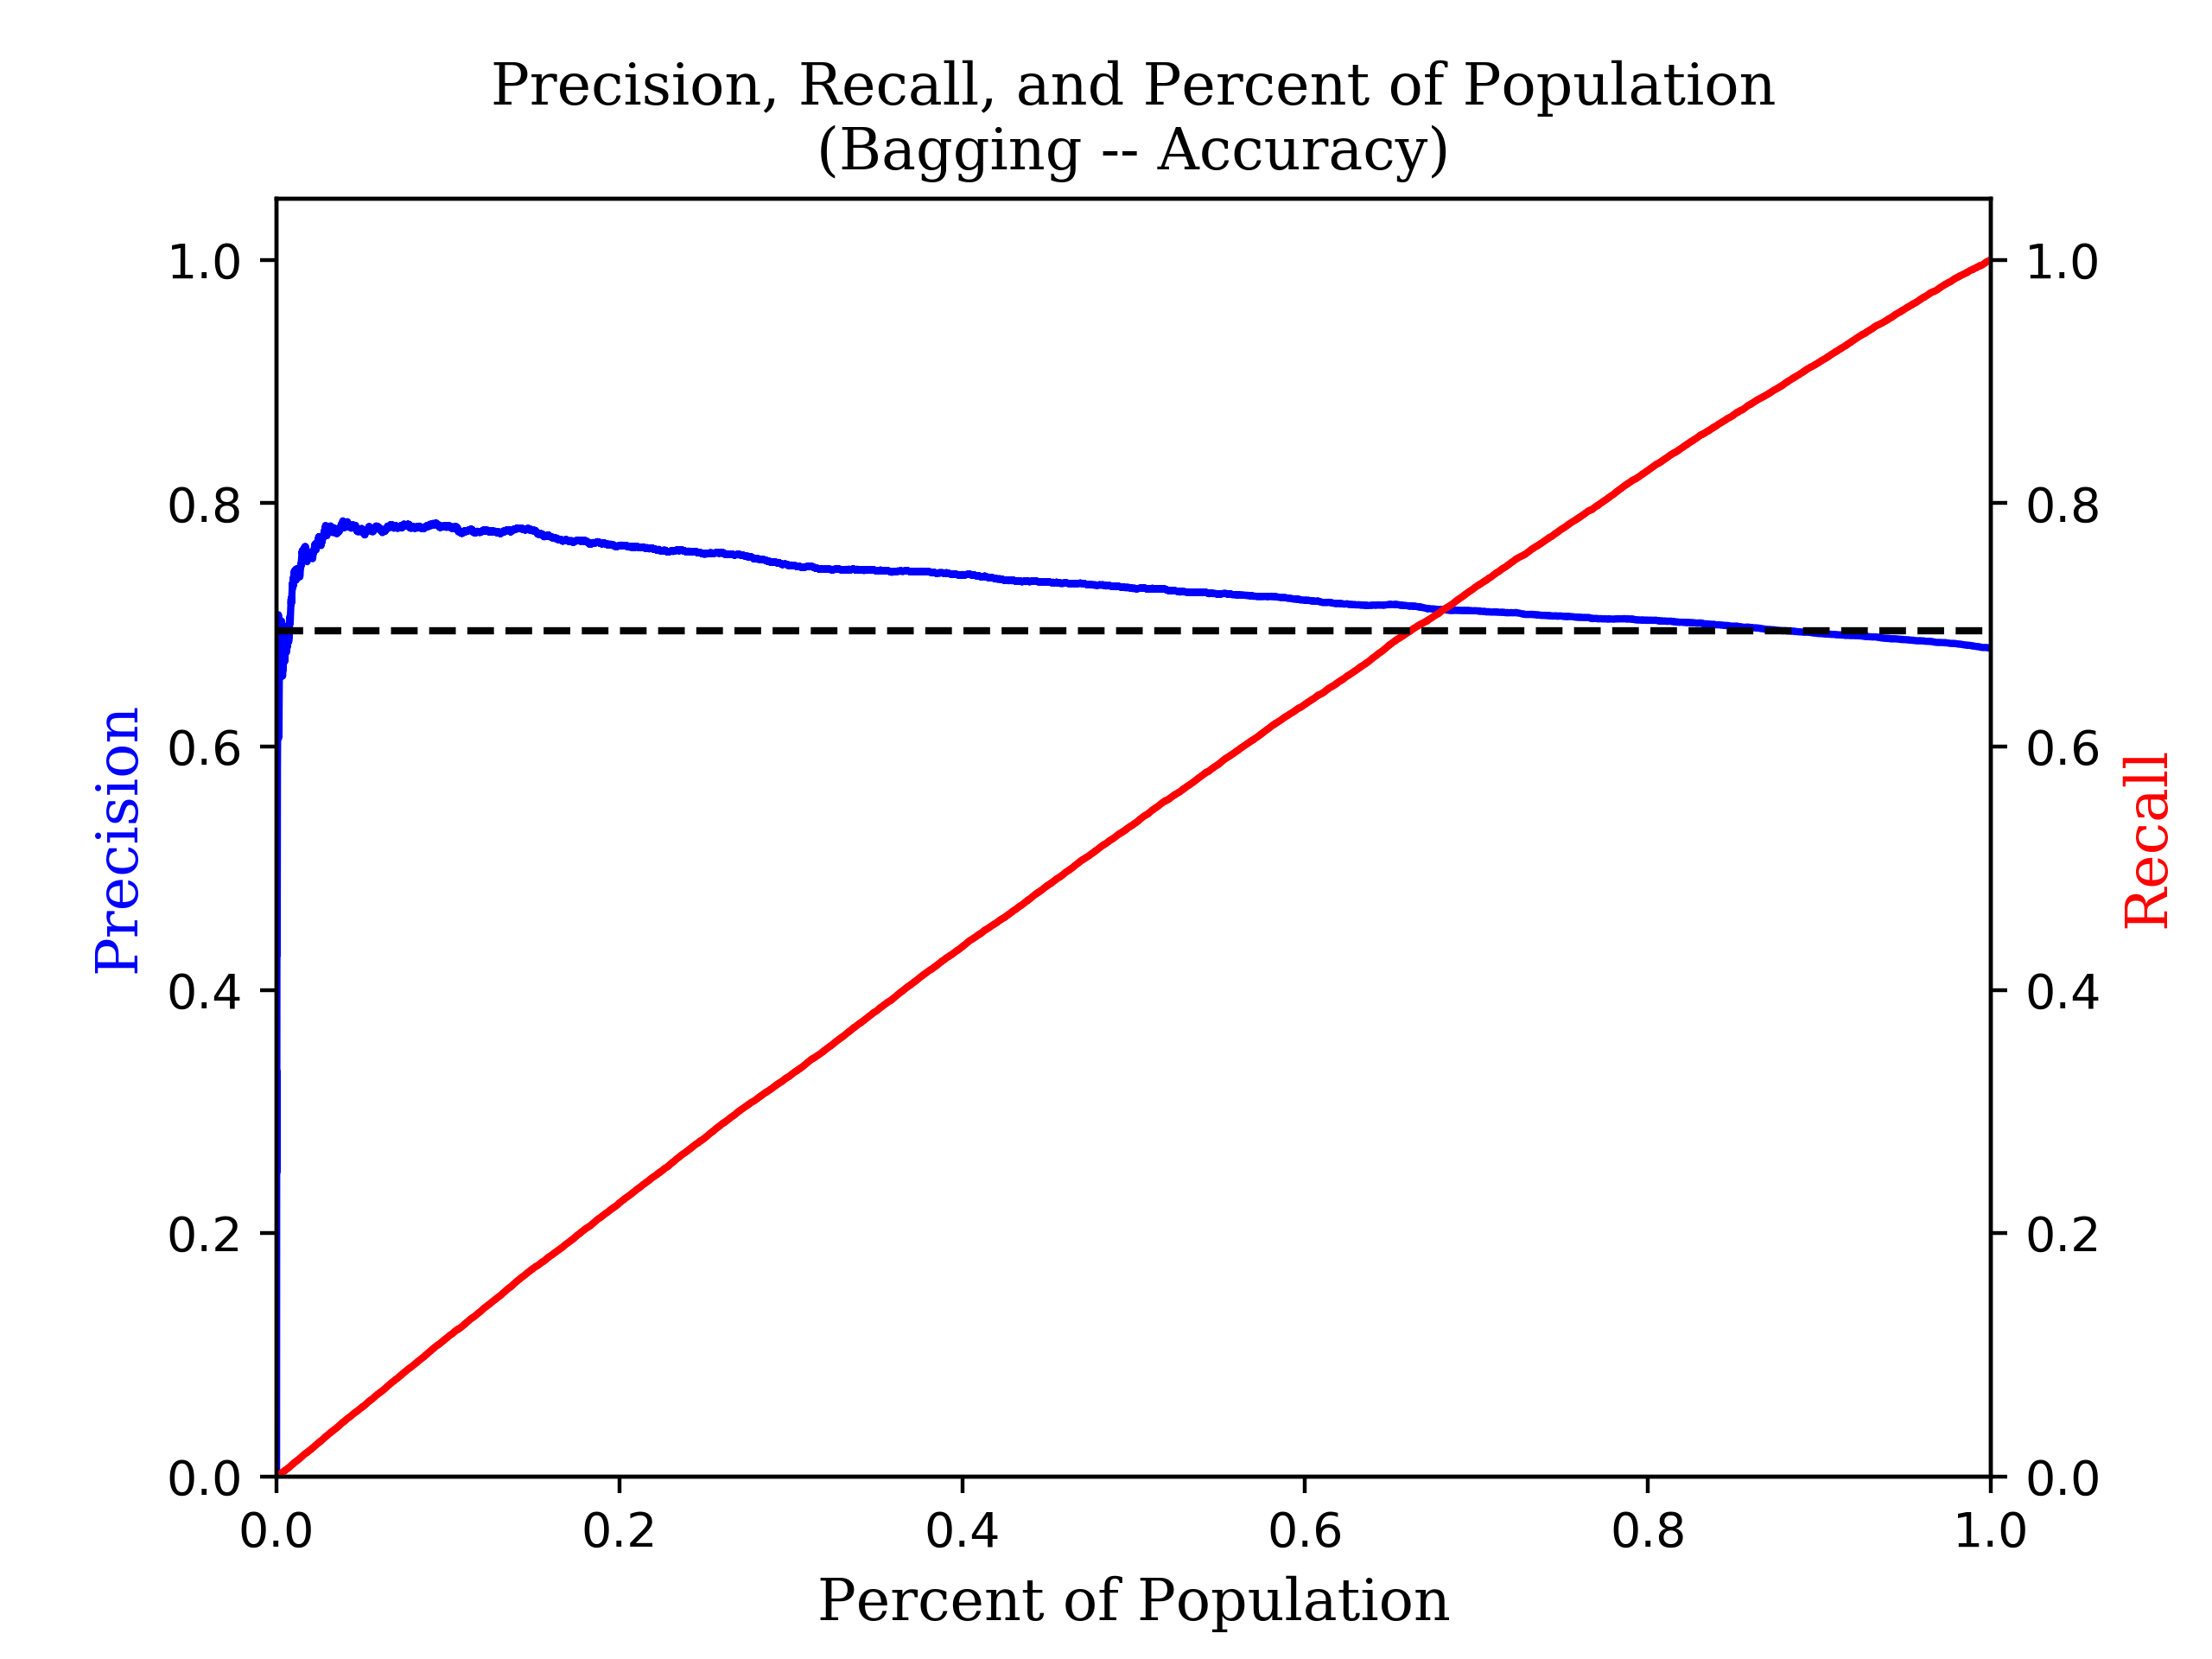 Precision, Recall, and Percent of Population
(Bagging -- Accuracy)
1.0
0.8
0.6
0.4
0.2
0.0
Precision
1.0
0.8
0.6
0.4
0.2
0.0
Recall
0.0 0.2 0.4 0.6 0.8 1.0
Percent of Population